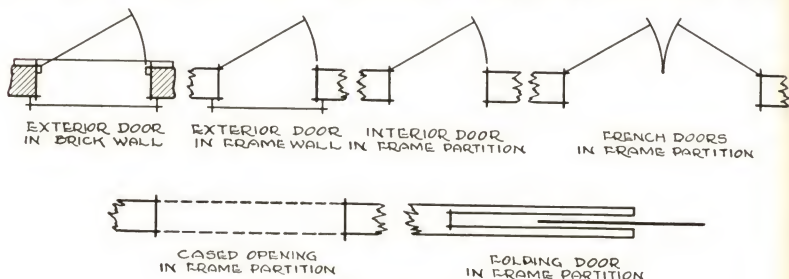 EXTERIOR DOOR
IN BRICK WALL
EXTERIOR DOOR
IN FRAME WALL
INTERIOR DOOR
IN FRAME PARTITION
FRENCH DOORS
IN FRAME PARTITION
CASED OPENING
IN FRAME PARTITION
FOLDING DOOR
IN FRAME PARTITION